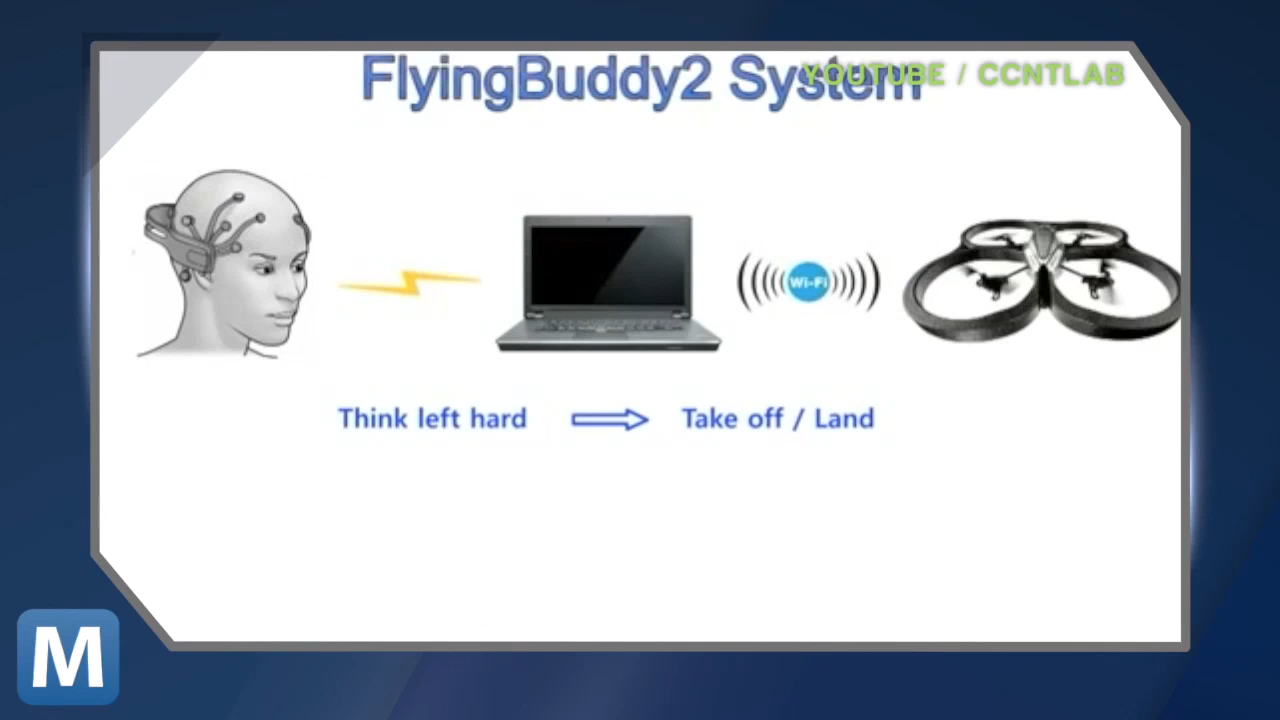 FlyingBuddy2 System
YOUTUBE / CCNTLAB
Wi-Fi
Think left hard
Take off / Land
M